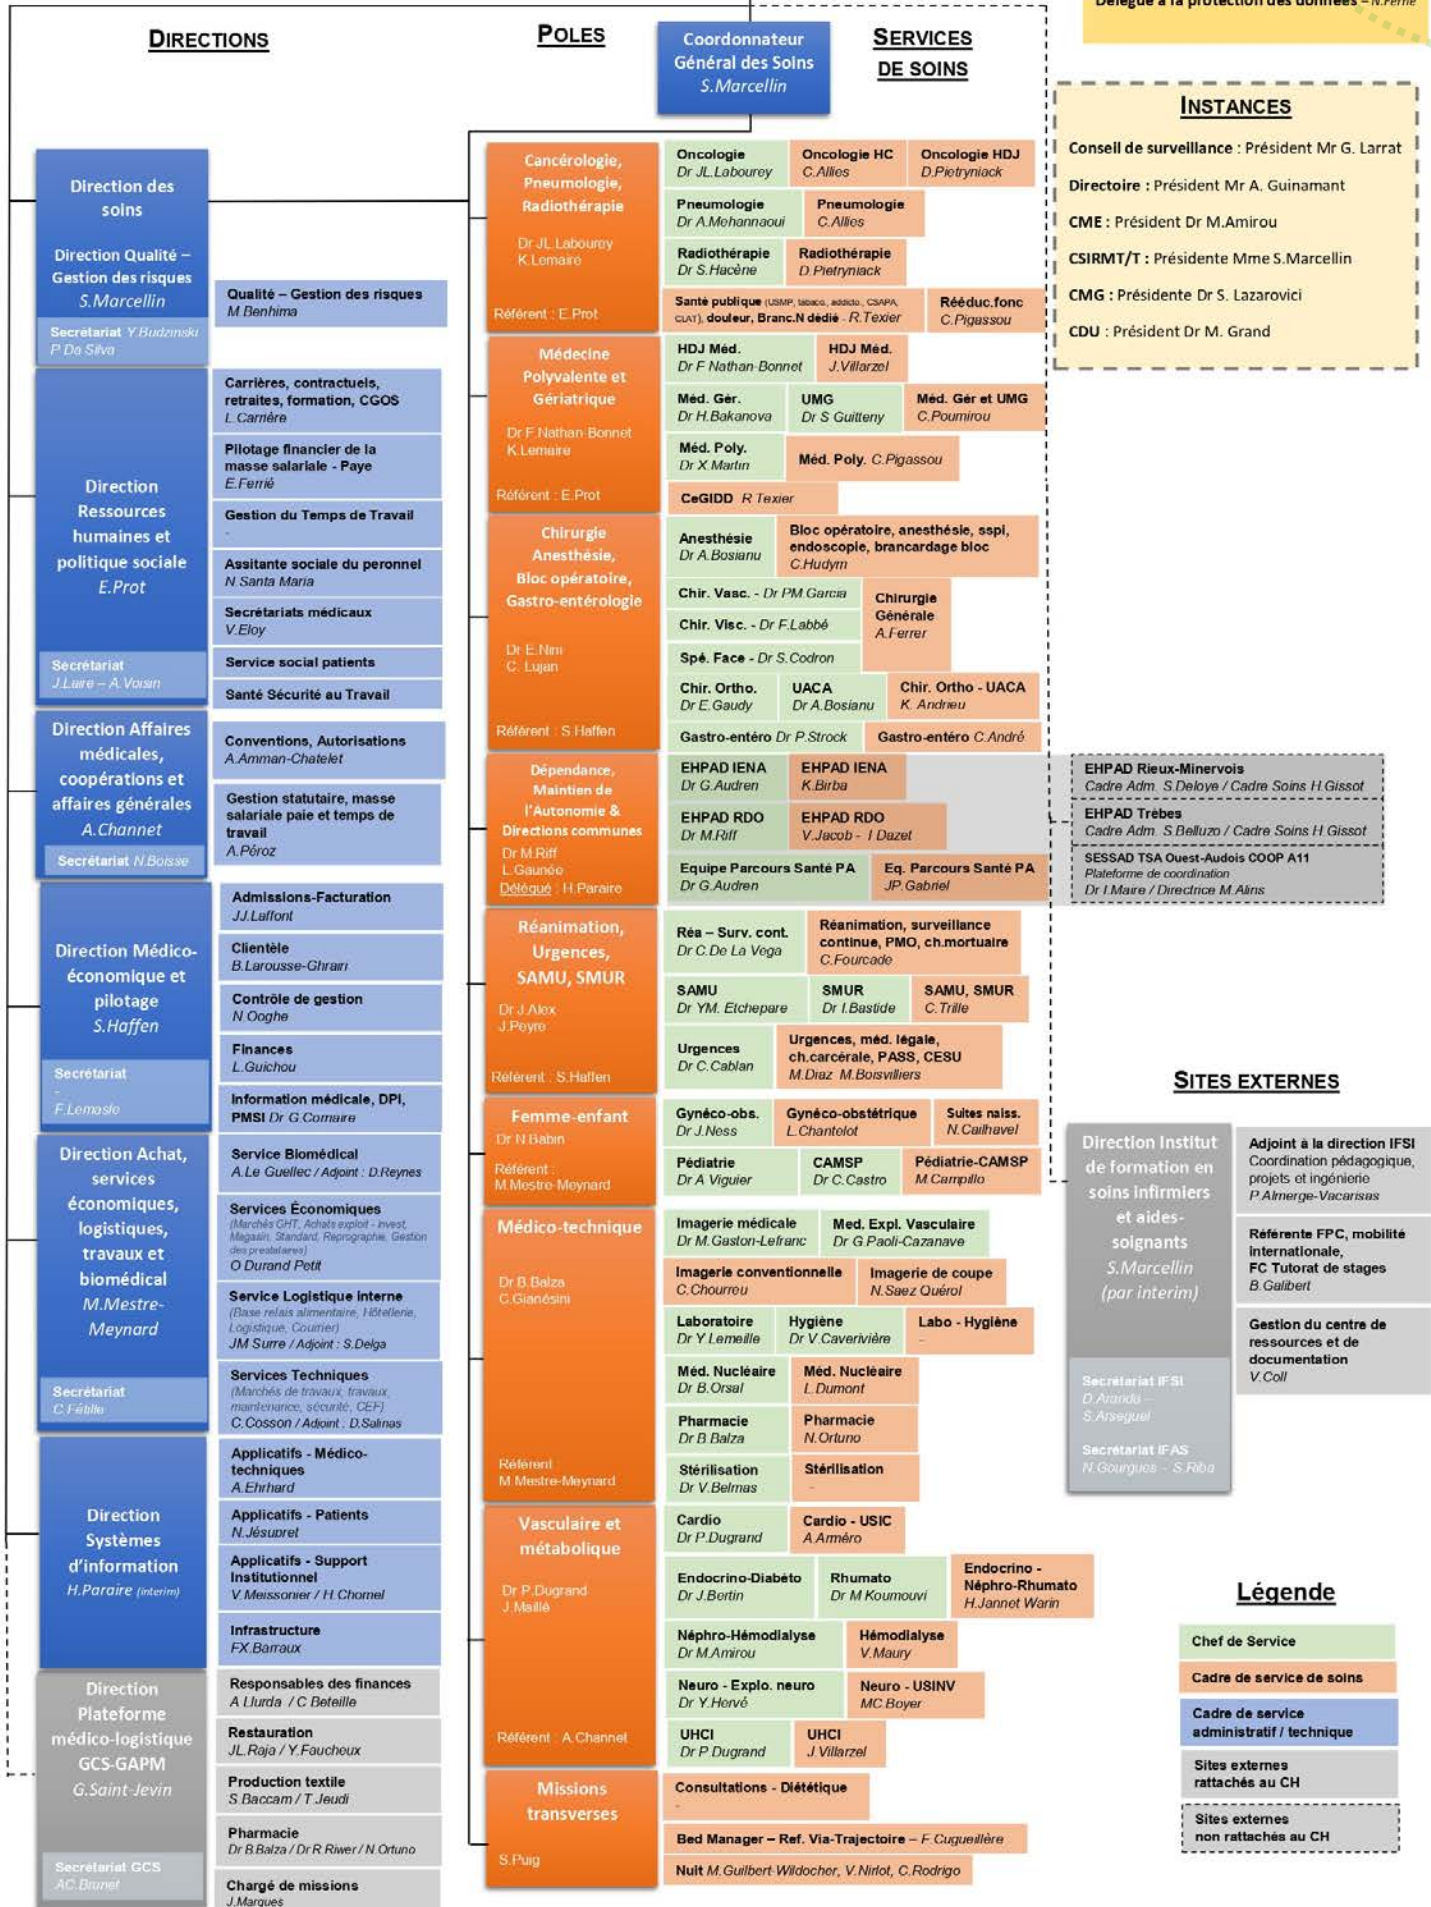 Délégué à la protection des données – N.Ferrié
DIRECTIONS
POLES
Coordonnateur
Général des Soins
S.Marcellin
SERVICES
DE SOINS
INSTANCES
Conseil de surveillance : Président Mr G. Larrat
Directoire : Président Mr A. Guinamant
CME : Président Dr M.Amirou
CSIRMT/T : Présidente Mme S.Marcellin
CMG : Présidente Dr S. Lazarovici
CDU : Président Dr M. Grand
Direction des
soins
Direction Qualité –
Gestion des risques
S.Marcellin
Secrétariat Y.Budzinski
P Da Silva
Qualité – Gestion des risques
M.Benhima
Direction
Ressources
humaines et
politique sociale
E.Prot
Secrétariat
J.Laire – A.Voisin
Carrières, contractuels,
retraites, formation, CGOS
L.Carrière
Pilotage financier de la
masse salariale - Paye
E.Ferrié
Gestion du Temps de Travail
-
Assitante sociale du peronnel
N.Santa Maria
Secrétariats médicaux
V.Eloy
Service social patients
Santé Sécurité au Travail
Direction Affaires
médicales,
coopérations et
affaires générales
A.Channet
Secrétariat N.Boisse
Conventions, Autorisations
A.Amman-Chatelet
Gestion statutaire, masse
salariale paie et temps de
travail
A.Péroz
Direction Médico-
économique et
pilotage
S.Haffen
Secrétariat
-
F.Lemasle
Admissions-Facturation
JJ.Laffont
Clientèle
B.Larousse-Ghrairi
Contrôle de gestion
N.Ooghe
Finances
L.Guichou
Information médicale, DPI,
PMSI Dr G.Comaire
Direction Achat,
services
économiques,
logistiques,
travaux et
biomédical
M.Mestre-
Meynard
Secrétariat
C.Fétille
Service Biomédical
A.Le Guellec / Adjoint : D.Reynes
Services Économiques
(Marchés GHT, Achats exploit - invest,
Magasin, Standard, Reprographie, Gestion
des prestataires)
O Durand Petit
Service Logistique Interne
(Base relais alimentaire, Hôtellerie,
Logistique, Courrier)
JM Surre / Adjoint : S.Delga
Services Techniques
(Marchés de travaux, travaux,
maintenance, sécurité, CEF)
C.Cosson / Adjoint : D.Salinas
Direction
Systèmes
d'information
H.Paraire (interim)
Applicatifs - Médico-
techniques
A.Ehrhard
Applicatifs - Patients
N.Jésupret
Applicatifs - Support
Institutionnel
V.Meissonier / H.Chomel
Infrastructure
FX.Barraux
Direction
Plateforme
médico-logistique
GCS-GAPM
G.Saint-Jevin
Secrétariat GCS
AC.Brunet
Responsables des finances
A Llurda / C Beteille
Restauration
JL.Raja / Y.Faucheux
Production textile
S.Baccam / T.Jeudi
Pharmacie
Dr B.Balza / Dr R Riwer / N.Ortuno
Chargé de missions
J.Marques
Cancérologie,
Pneumologie,
Radiothérapie
Dr JL.Labourey
K.Lemaire
Référent : E.Prot
Oncologie
Dr JL.Labourey
Oncologie HC
C.Allies
Oncologie HDJ
D.Pietryniack
Pneumologie
Dr A.Mehannaoui
Pneumologie
C.Allies
Radiothérapie
Dr S.Hacène
Radiothérapie
D.Pietryniack
Santé publique (USMP, tabaco., addicto., CSAPA,
CLAT), douleur, Branc.N dédié - R.Texier
Rééduc.fonc
C.Pigassou
Médecine
Polyvalente et
Gériatrique
Dr F.Nathan-Bonnet
K.Lemaire
Référent : E.Prot
HDJ Méd.
Dr F Nathan-Bonnet
HDJ Méd.
J.Villarzel
Méd. Gér.
Dr H.Bakanova
UMG
Dr S Guitteny
Méd. Gér et UMG
C.Poumirou
Méd. Poly.
Dr X.Martin
Méd. Poly. C.Pigassou
CeGIDD R Texier
Chirurgie
Anesthésie,
Bloc opératoire,
Gastro-entérologie
Dr E.Nini
C. Lujan
Référent : S.Haffen
Anesthésie
Dr A.Bosianu
Bloc opératoire, anesthésie, sspi,
endoscopie, brancardage bloc
C.Hudym
Chir. Vasc. - Dr PM.Garcia
Chir. Visc. - Dr F.Labbé
Spé. Face - Dr S.Codron
Chirurgie
Générale
A.Ferrer
Chir. Ortho.
Dr E.Gaudy
UACA
Dr A.Bosianu
Chir. Ortho - UACA
K. Andrieu
Gastro-entéro Dr P.Strock
Gastro-entéro C.André
Dépendance,
Maintien de
l'Autonomie &
Directions communes
Dr M.Riff
L.Gaunée
Délégué : H.Paraire
EHPAD IENA
Dr G.Audren
EHPAD IENA
K.Birba
EHPAD RDO
Dr M.Riff
EHPAD RDO
V.Jacob - I Dazet
Equipe Parcours Santé PA
Dr G.Audren
Eq. Parcours Santé PA
JP.Gabriel
EHPAD Rieux-Minervois
Cadre Adm. S.Deloye / Cadre Soins H.Gissot
EHPAD Trèbes
Cadre Adm. S.Belluzo / Cadre Soins H.Gissot
SESSAD TSA Ouest-Audois COOP A11
Plateforme de coordination
Dr I.Maire / Directrice M.Alins
Réanimation,
Urgences,
SAMU, SMUR
Dr J.Alex
J.Peyre
Référent : S.Haffen
Réa – Surv. cont.
Dr C.De La Vega
Réanimation, surveillance
continue, PMO, ch.mortuaire
C.Fourcade
SAMU
Dr YM. Etchepare
SMUR
Dr I.Bastide
SAMU, SMUR
C.Trille
Urgences
Dr C.Cablan
Urgences, méd. légale,
ch.carcérale, PASS, CESU
M.Diaz M.Boisvilliers
Femme-enfant
Dr N.Babin
Référent :
M.Mestre-Meynard
Gynéco-obs.
Dr J.Ness
Gynéco-obstétrique
L.Chantelot
Suites naiss.
N.Cailhavel
Pédiatrie
Dr A Viguier
CAMSP
Dr C.Castro
Pédiatrie-CAMSP
M.Campillo
Médico-technique
Dr B.Balza
C.Gianésini
Référent :
M.Mestre-Meynard
Imagerie médicale
Dr M.Gaston-Lefranc
Med. Expl. Vasculaire
Dr G.Paoli-Cazanave
Imagerie conventionnelle
C.Chourreu
Imagerie de coupe
N.Saez Quérol
Laboratoire
Dr Y.Lemeille
Hygiène
Dr V.Caverivière
Labo - Hygiène
-
Méd. Nucléaire
Dr B.Orsal
Méd. Nucléaire
L.Dumont
Pharmacie
Dr B.Balza
Pharmacie
N.Ortuno
Stérilisation
Dr V.Belmas
Stérilisation
-
Vasculaire et
métabolique
Dr P.Dugrand
J.Maillé
Référent : A.Channet
Cardio
Dr P.Dugrand
Cardio - USIC
A.Arméro
Endocrino-Diabéto
Dr J.Bertin
Rhumato
Dr M Koumouvi
Endocrino -
Néphro-Rhumato
H.Jannet Warin
Néphro-Hémodialyse
Dr M.Amirou
Hémodialyse
V.Maury
Neuro - Explo. neuro
Dr Y.Hervé
Neuro - USINV
MC.Boyer
UHCI
Dr P.Dugrand
UHCI
J.Villarzel
Missions
transverses
S.Puig
Consultations - Diététique
-
Bed Manager – Ref. Via-Trajectoire – F.Cugueillère
Nuit M.Guilbert-Wildocher, V.Nirlot, C.Rodrigo
SITES EXTERNES
Direction Institut
de formation en
soins infirmiers
et aides-
soignants
S.Marcellin
(par interim)
Secrétariat IFSI
D.Aranda –
S.Arseguel
Secrétariat IFAS
N.Gourgues - S.Riba
Adjoint à la direction IFSI
Coordination pédagogique,
projets et ingénierie
P.Almerge-Vacarisas
Référente FPC, mobilité
internationale,
FC Tutorat de stages
B.Galibert
Gestion du centre de
ressources et de
documentation
V.Coll
Légende
Chef de Service
Cadre de service de soins
Cadre de service
administratif / technique
Sites externes
rattachés au CH
Sites externes
non rattachés au CH